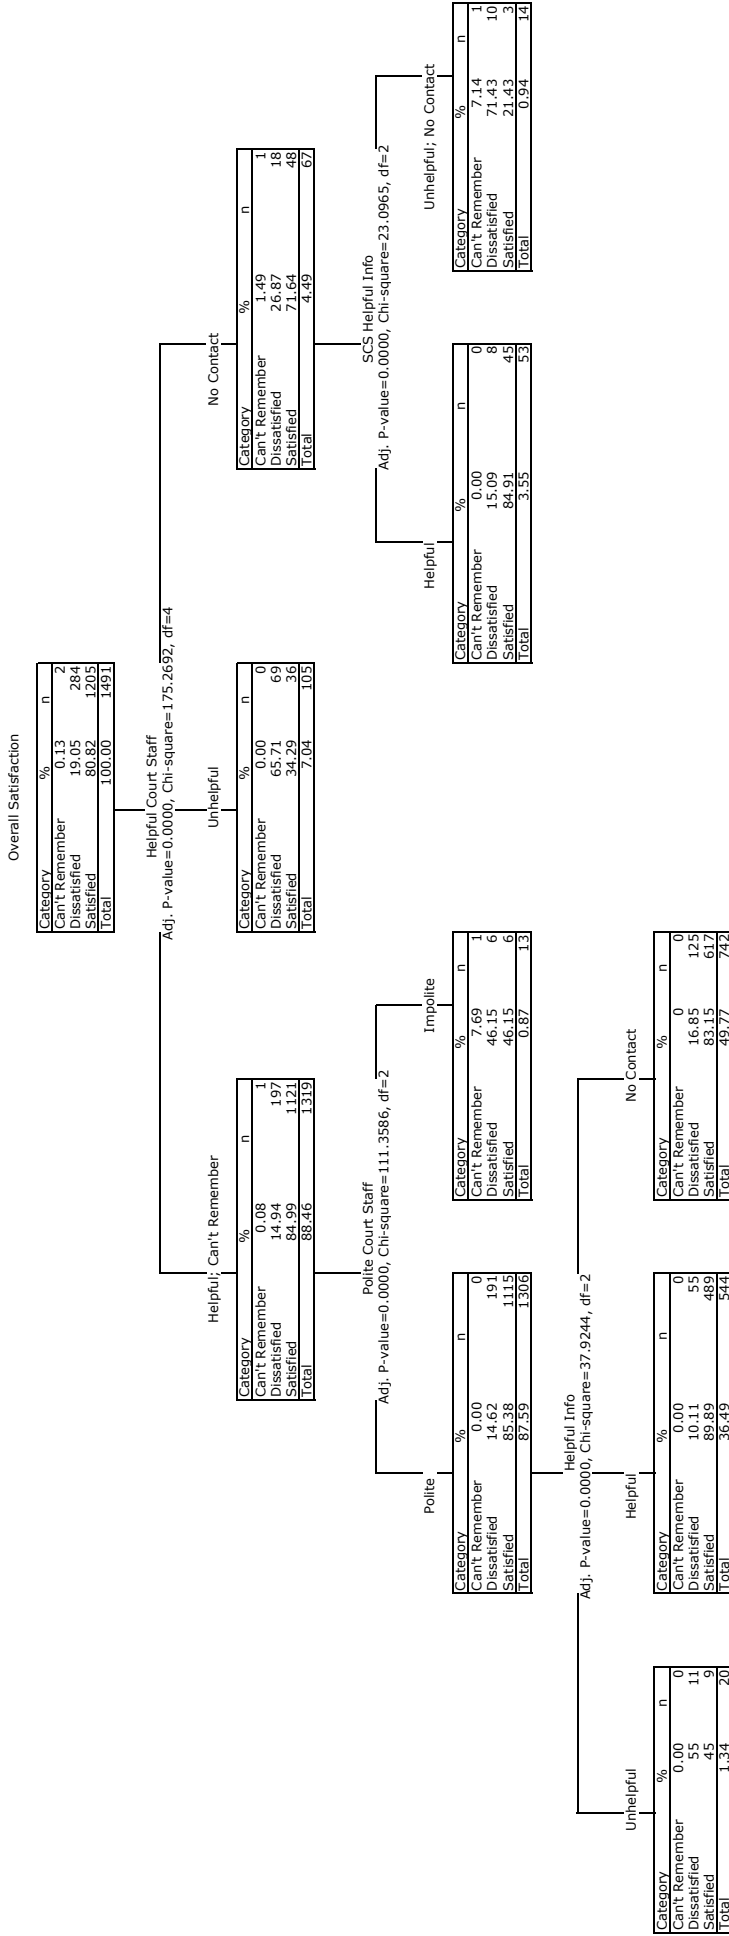 Overall Satisfaction
Category % n
Can't Remember 0.13 2
Dissatisfied 19.05 284
Satisfied 80.82 1205
Total 100.00 1491
Helpful Court Staff
Adj. P-value=0.0000, Chi-square=175.2692, df=4
Helpful; Can't Remember
Category % n
Can't Remember 0.08 1
Dissatisfied 14.94 197
Satisfied 84.99 1121
Total 88.46 1319
Unhelpful
Category % n
Can't Remember 0.00 0
Dissatisfied 65.71 69
Satisfied 34.29 36
Total 7.04 105
No Contact
Category % n
Can't Remember 1.49 1
Dissatisfied 26.87 18
Satisfied 71.64 48
Total 4.49 67
Polite Court Staff
Adj. P-value=0.0000, Chi-square=111.3586, df=2
SCS Helpful Info
Adj. P-value=0.0000, Chi-square=23.0965, df=2
Polite
Category % n
Can't Remember 0.00 0
Dissatisfied 14.62 191
Satisfied 85.38 1115
Total 87.59 1306
Impolite
Category % n
Can't Remember 7.69 1
Dissatisfied 46.15 6
Satisfied 46.15 6
Total 0.87 13
Helpful
Category % n
Can't Remember 0.00 0
Dissatisfied 15.09 8
Satisfied 84.91 45
Total 3.55 53
Unhelpful; No Contact
Category % n
Can't Remember 7.14 1
Dissatisfied 71.43 10
Satisfied 21.43 3
Total 0.94 14
Helpful Info
Adj. P-value=0.0000, Chi-square=37.9244, df=2
Unhelpful
Category % n
Can't Remember 0.00 0
Dissatisfied 55 11
Satisfied 45 9
Total 1.34 20
Helpful
Category % n
Can't Remember 0.00 0
Dissatisfied 10.11 55
Satisfied 89.89 489
Total 36.49 544
No Contact
Category % n
Can't Remember 0 0
Dissatisfied 16.85 125
Satisfied 83.15 617
Total 49.77 742